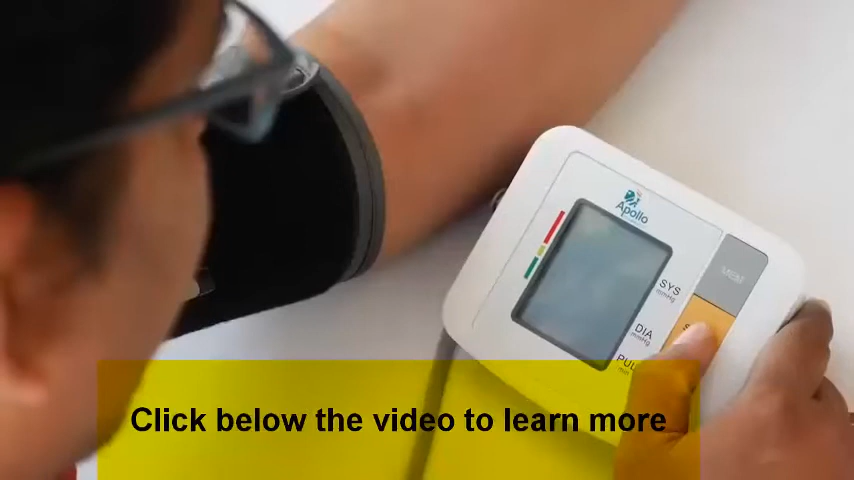 Apollo
MEM
SYS
mmHg
DIA
mmHg
Click below the video to learn more